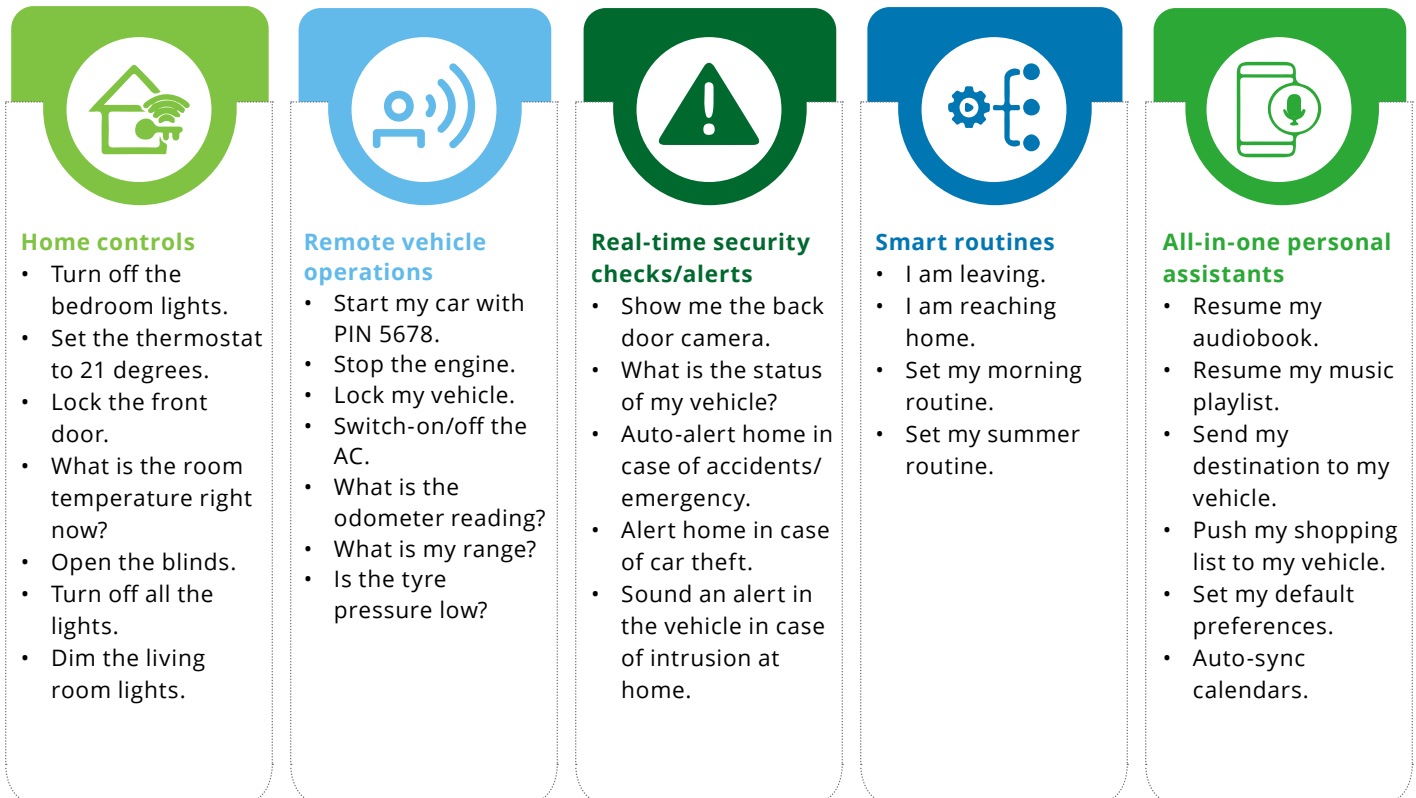 Home controls
• Turn off the
bedroom lights.
• Set the thermostat
to 21 degrees.
• Lock the front
door.
• What is the room
temperature right
now?
• Open the blinds.
• Turn off all the
lights.
• Dim the living
room lights.
Remote vehicle
operations
• Start my car with
PIN 5678.
• Stop the engine.
• Lock my vehicle.
• Switch-on/off the
AC.
• What is the
odometer reading?
• What is my range?
• Is the tyre
pressure low?
Real-time security
checks/alerts
• Show me the back
door camera.
• What is the status
of my vehicle?
• Auto-alert home in
case of accidents/
emergency.
• Alert home in case
of car theft.
• Sound an alert in
the vehicle in case
of intrusion at
home.
Smart routines
• I am leaving.
• I am reaching
home.
• Set my morning
routine.
• Set my summer
routine.
All-in-one personal
assistants
• Resume my
audiobook.
• Resume my music
playlist.
• Send my
destination to my
vehicle.
• Push my shopping
list to my vehicle.
• Set my default
preferences.
• Auto-sync
calendars.